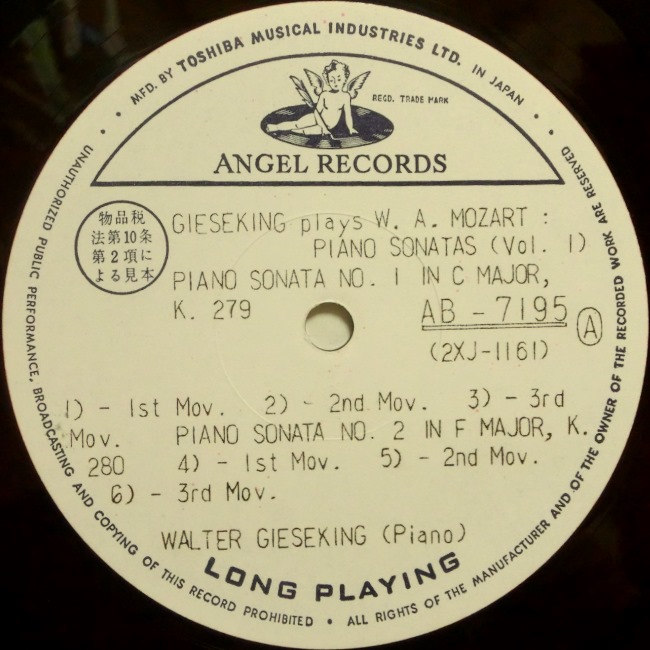 MFD. BY TOSHIBA MUSICAL INDUSTRIES LTD. IN JAPAN
REGD. TRADE MARK
ANGEL RECORDS
物品税
法第10条
第2項に
よる見本
GIESEKING plays W. A. MOZART :
PIANO SONATAS (Vol. 1)
PIANO SONATA NO. 1 IN C MAJOR,
K. 279
AB - 7195
A
(2XJ-1161)
1) - 1st Mov. 2) - 2nd Mov. 3) - 3rd
Mov. PIANO SONATA NO. 2 IN F MAJOR, K.
280 4) - 1st Mov. 5) - 2nd Mov.
6) - 3rd Mov.
WALTER GIESEKING (Piano)
LONG PLAYING
UNAUTHORIZED PUBLIC PERFORMANCE, BROADCASTING AND COPYING OF THIS RECORD PROHIBITED • ALL RIGHTS OF THE MANUFACTURER AND OF THE OWNER OF THE RECORDED WORK ARE RESERVED